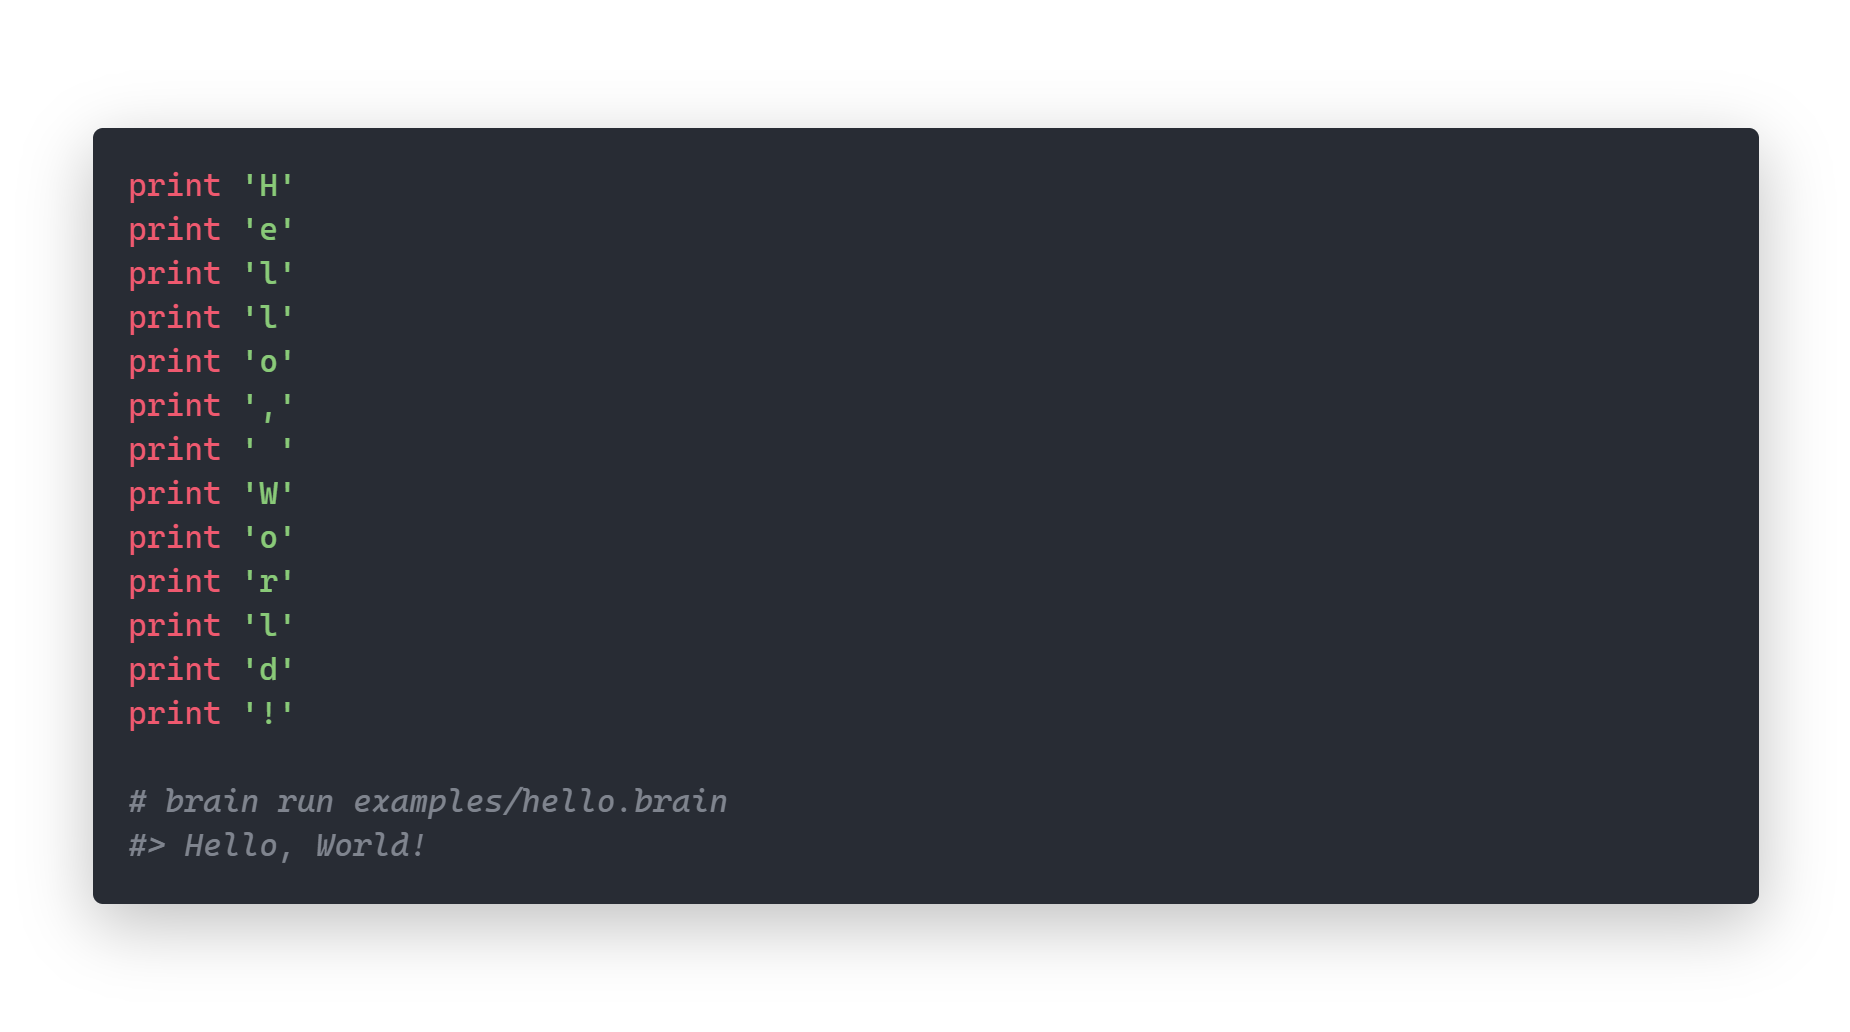 print 'H'
print 'e'
print 'l'
print 'l'
print 'o'
print ','
print ' '
print 'W'
print 'o'
print 'r'
print 'l'
print 'd'
print '!'
# brain run examples/hello.brain
#> Hello, World!